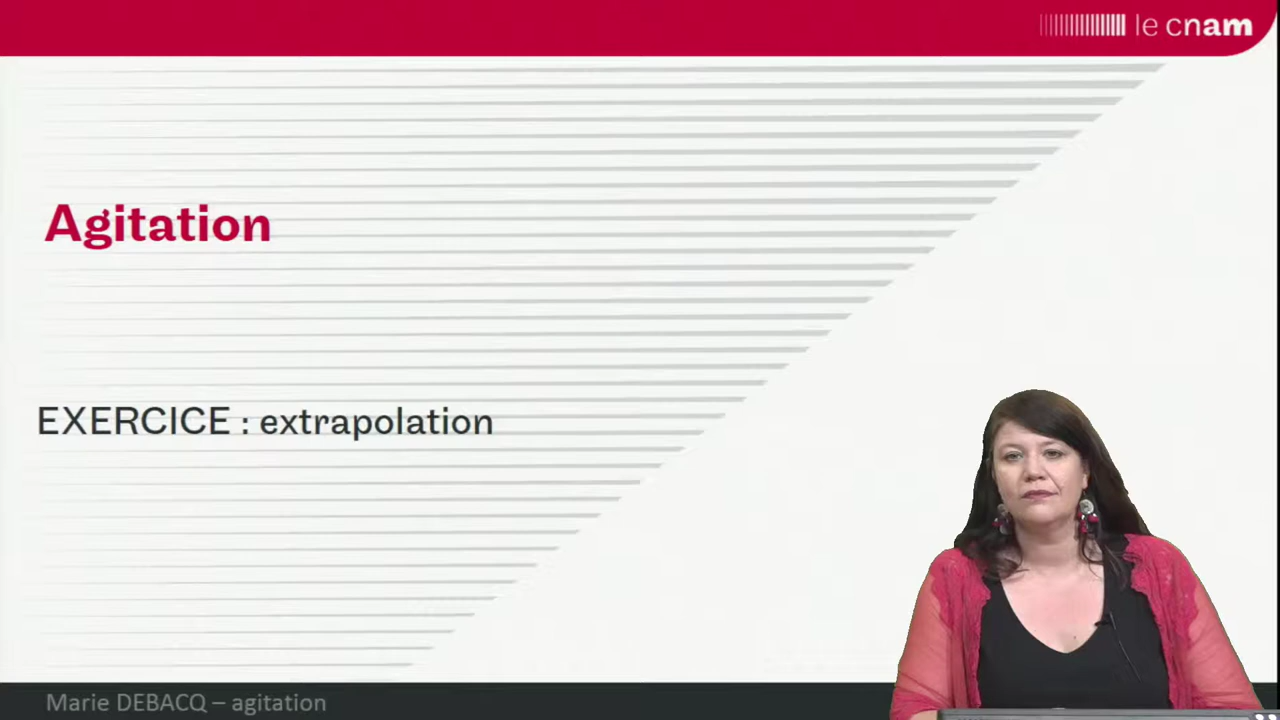 le cnam
Agitation
EXERCICE : extrapolation
Marie DEBACQ – agitation